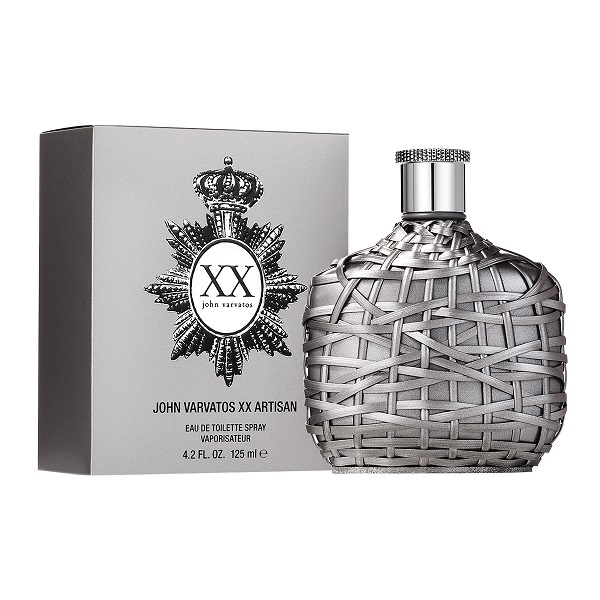 XX
john varvatos
JOHN VARVATOS XX ARTISAN
EAU DE TOILETTE SPRAY
VAPORISATEUR
4.2 FL. OZ. 125 ml ℮